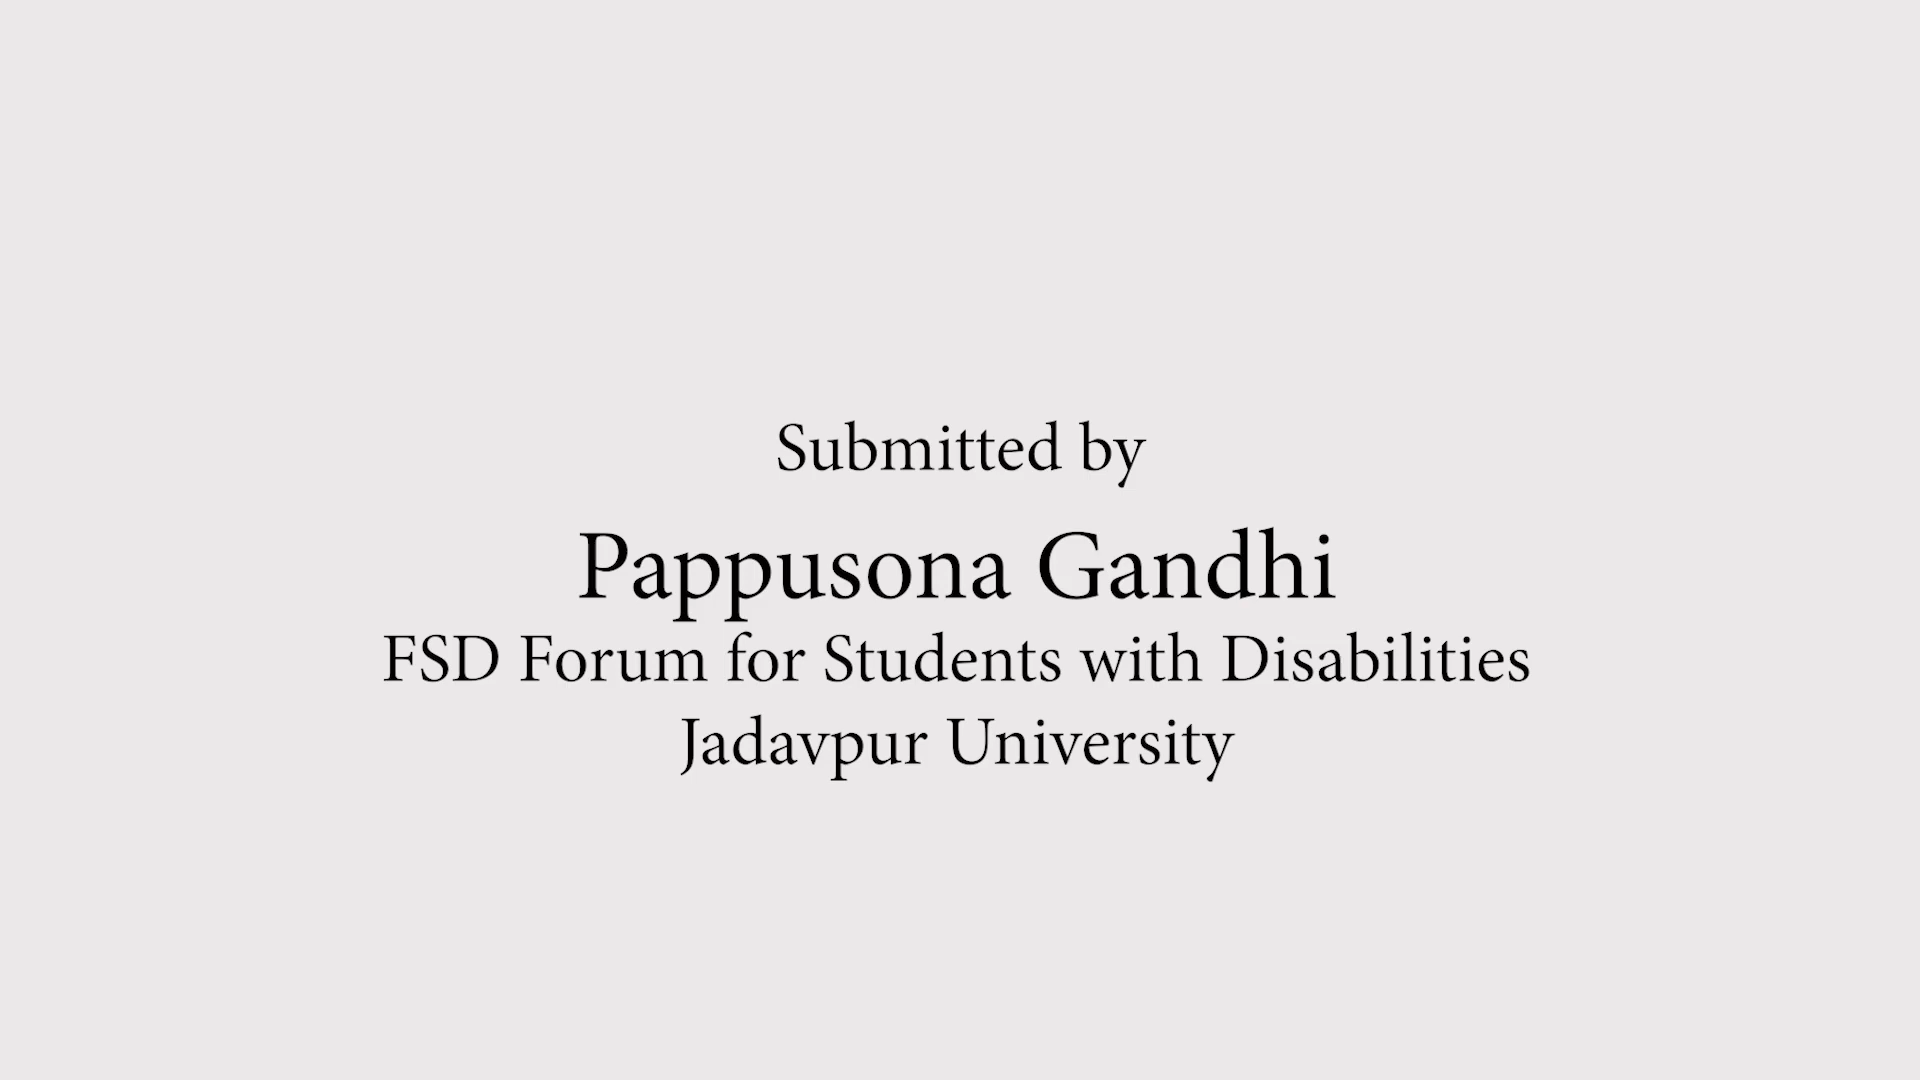 Submitted by
Pappusona Gandhi
FSD Forum for Students with Disabilities
Jadavpur University